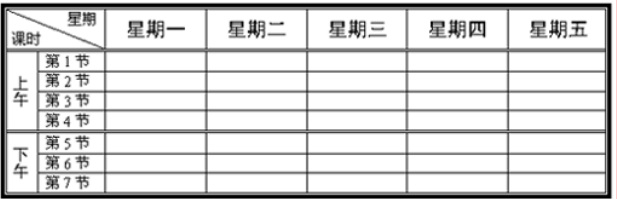 星期
课时
星期一 星期二 星期三 星期四 星期五
上午
第1节
第2节
第3节
第4节
下午
第5节
第6节
第7节